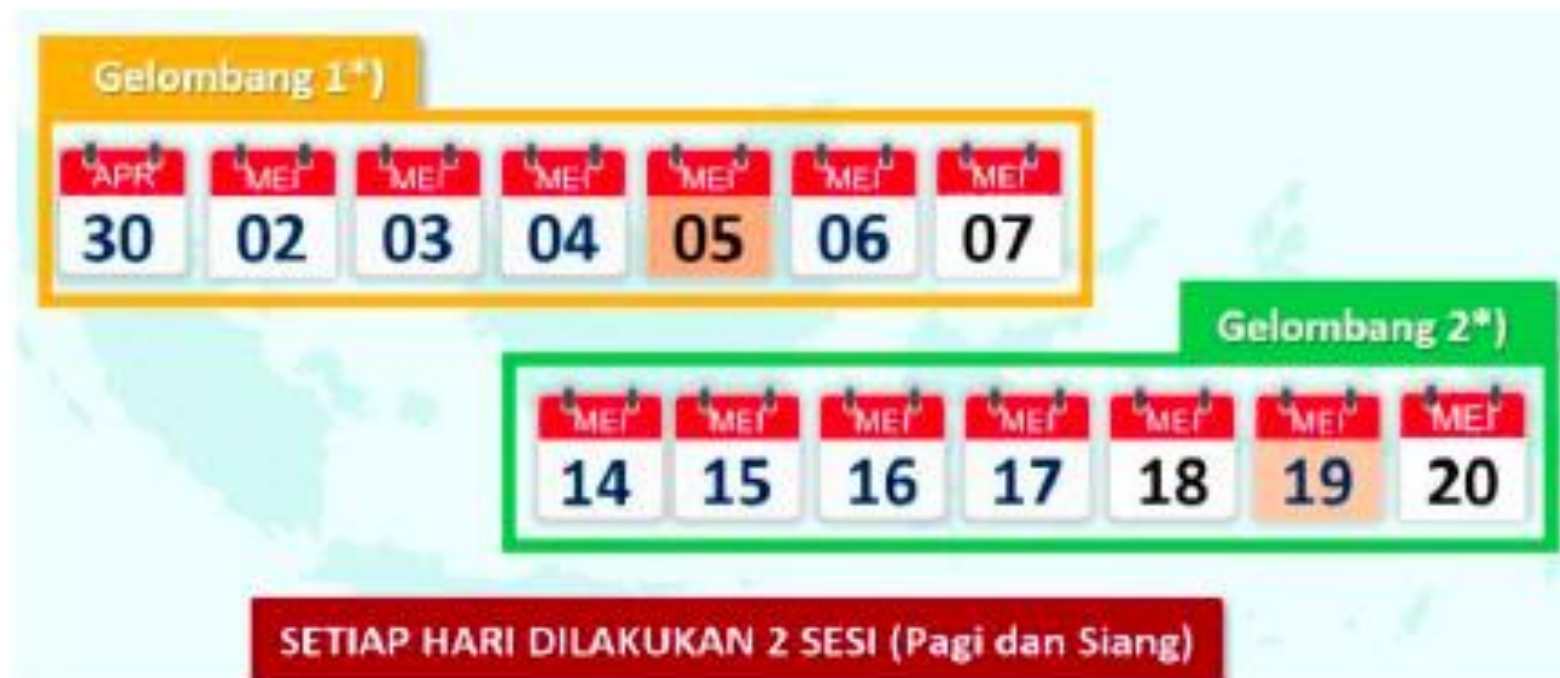 Gelombang 1*)
APR MEI MEI MEI MEI MEI MEI
30 02 03 04 05 06 07
Gelombang 2*)
MEI MEI MEI MEI MEI MEI MEI
14 15 16 17 18 19 20
SETIAP HARI DILAKUKAN 2 SESI (Pagi dan Siang)